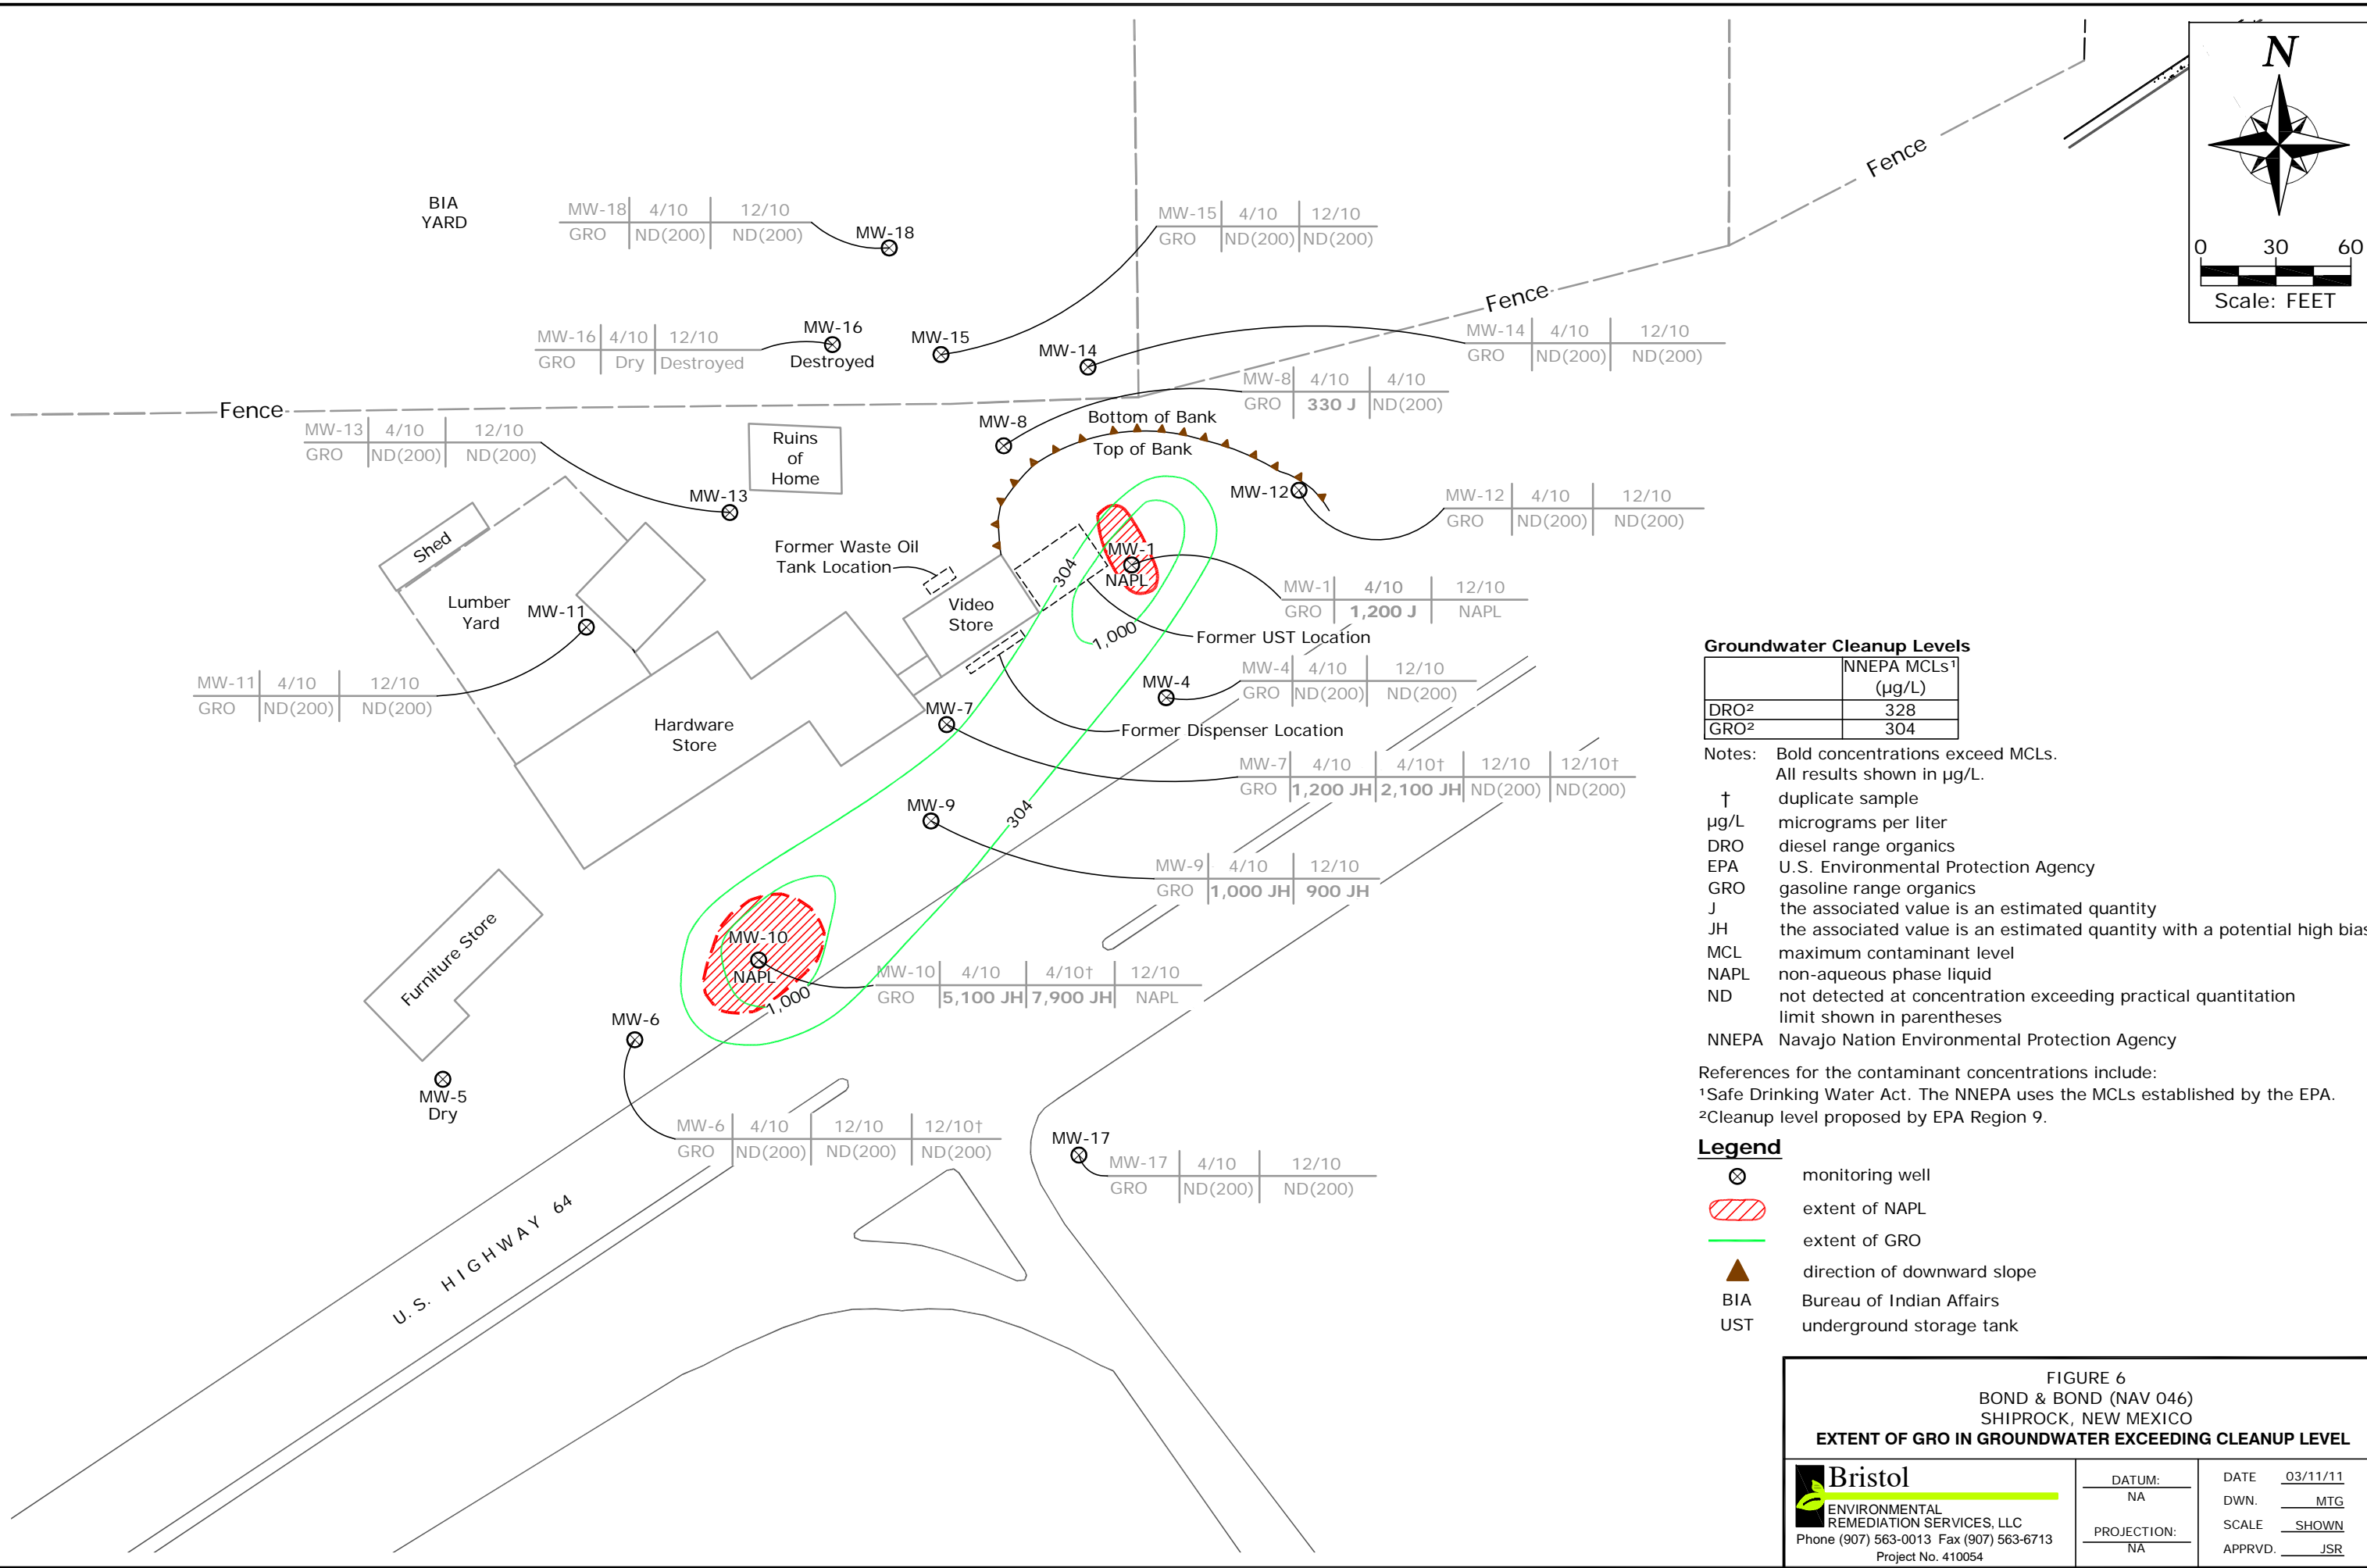 N
0 30 60
Scale: FEET
Fence
Fence
Fence
BIA
YARD
MW-18 4/10 12/10
GRO ND(200) ND(200)
MW-18
MW-15 4/10 12/10
GRO ND(200) ND(200)
MW-16 4/10 12/10
GRO Dry Destroyed
MW-16
Destroyed
MW-15
MW-14
MW-14 4/10 12/10
GRO ND(200) ND(200)
MW-8 4/10 4/10
GRO 330 J ND(200)
MW-8
Bottom of Bank
Top of Bank
MW-13 4/10 12/10
GRO ND(200) ND(200)
Ruins
of
Home
MW-13
MW-12
MW-12 4/10 12/10
GRO ND(200) ND(200)
Shed
Former Waste Oil
Tank Location
304
MW-1
NAPL
MW-1 4/10 12/10
GRO 1,200 J NAPL
Lumber
Yard
MW-11
Video
Store
1,000
Former UST Location
MW-11 4/10 12/10
GRO ND(200) ND(200)
MW-4 4/10 12/10
GRO ND(200) ND(200)
MW-4
Hardware
Store
MW-7
Former Dispenser Location
MW-7 4/10 4/10† 12/10 12/10†
GRO 1,200 JH 2,100 JH ND(200) ND(200)
MW-9
304
MW-9 4/10 12/10
GRO 1,000 JH 900 JH
Furniture Store
MW-10
NAPL
1,000
MW-10 4/10 4/10† 12/10
GRO 5,100 JH 7,900 JH NAPL
MW-6
MW-5
Dry
MW-6 4/10 12/10 12/10†
GRO ND(200) ND(200) ND(200)
MW-17
MW-17 4/10 12/10
GRO ND(200) ND(200)
U.S. HIGHWAY 64
Groundwater Cleanup Levels
NNEPA MCLs¹
(µg/L)
DRO² 328
GRO² 304
Notes: Bold concentrations exceed MCLs.
All results shown in µg/L.
† duplicate sample
µg/L micrograms per liter
DRO diesel range organics
EPA U.S. Environmental Protection Agency
GRO gasoline range organics
J the associated value is an estimated quantity
JH the associated value is an estimated quantity with a potential high bias
MCL maximum contaminant level
NAPL non-aqueous phase liquid
ND not detected at concentration exceeding practical quantitation
limit shown in parentheses
NNEPA Navajo Nation Environmental Protection Agency
References for the contaminant concentrations include:
¹Safe Drinking Water Act. The NNEPA uses the MCLs established by the EPA.
²Cleanup level proposed by EPA Region 9.
Legend
monitoring well
extent of NAPL
extent of GRO
direction of downward slope
BIA Bureau of Indian Affairs
UST underground storage tank
FIGURE 6
BOND & BOND (NAV 046)
SHIPROCK, NEW MEXICO
EXTENT OF GRO IN GROUNDWATER EXCEEDING CLEANUP LEVEL
Bristol
ENVIRONMENTAL
REMEDIATION SERVICES, LLC
Phone (907) 563-0013 Fax (907) 563-6713
Project No. 410054
DATUM:
NA
PROJECTION:
NA
DATE 03/11/11
DWN. MTG
SCALE SHOWN
APPRVD. JSR